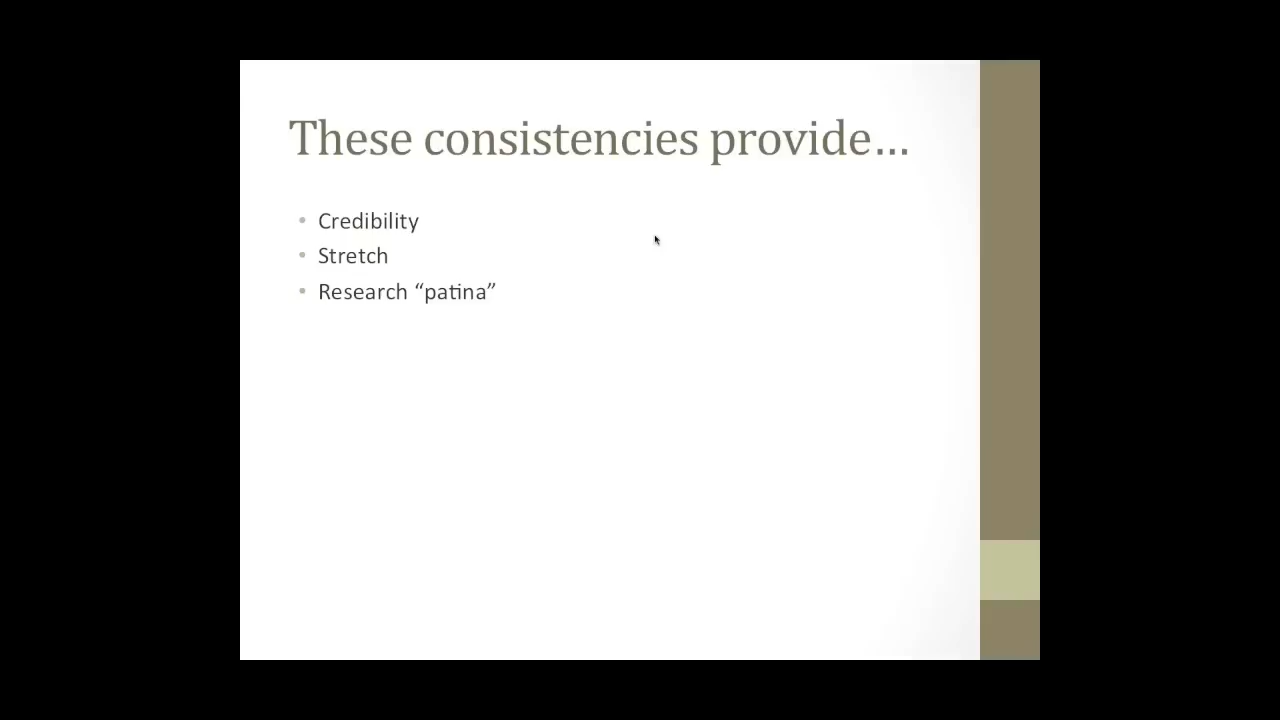 These consistencies provide…
• Credibility
• Stretch
• Research “patina”